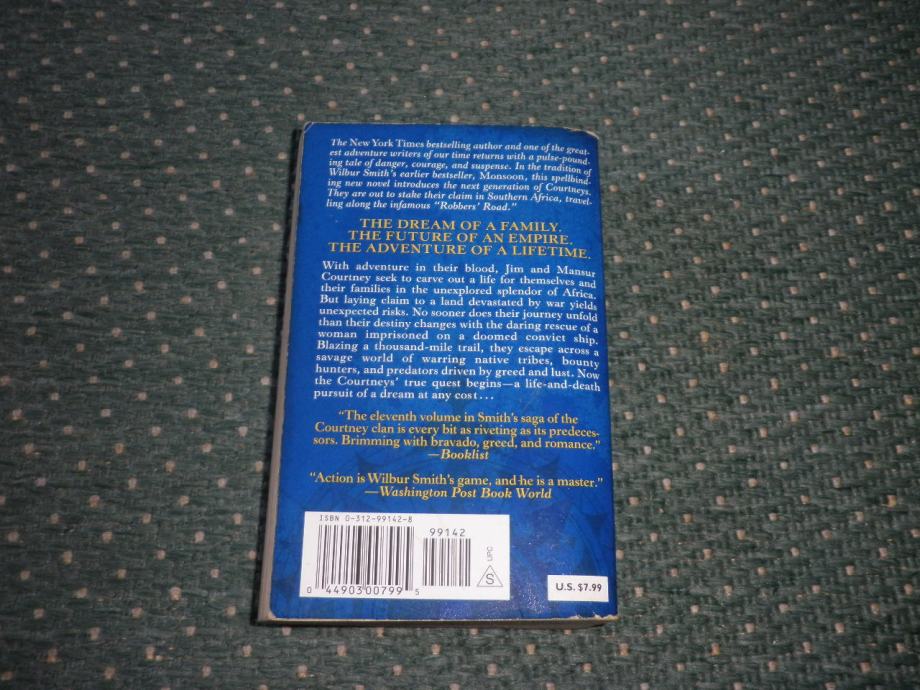 The New York Times bestselling author and one of the great-
est adventure writers of our time returns with a pulse-pound-
ing tale of danger, courage, and suspense. In the tradition of
Wilbur Smith's earlier bestseller, Monsoon, this spellbind-
ing new novel introduces the next generation of Courtneys.
They are out to stake their claim in Southern Africa, travel-
ling along the infamous "Robbers' Road."
THE DREAM OF A FAMILY.
THE FUTURE OF AN EMPIRE.
THE ADVENTURE OF A LIFETIME.
With adventure in their blood, Jim and Mansur
Courtney seek to carve out a life for themselves and
their families in the unexplored splendor of Africa.
But laying claim to a land devastated by war yields
unexpected risks. No sooner does their journey unfold
than their destiny changes with the daring rescue of a
woman imprisoned on a doomed convict ship.
Blazing a thousand-mile trail, they escape across a
savage world of warring native tribes, bounty
hunters, and predators driven by greed and lust. Now
the Courtneys' true quest begins—a life-and-death
pursuit of a dream at any cost...
"The eleventh volume in Smith's saga of the
Courtney clan is every bit as riveting as its predeces-
sors. Brimming with bravado, greed, and romance."
—Booklist
"Action is Wilbur Smith's game, and he is a master."
—Washington Post Book World
ISBN 0-312-99142-8
99142
UPC
S
0 44903 00799 5
U.S. $7.99